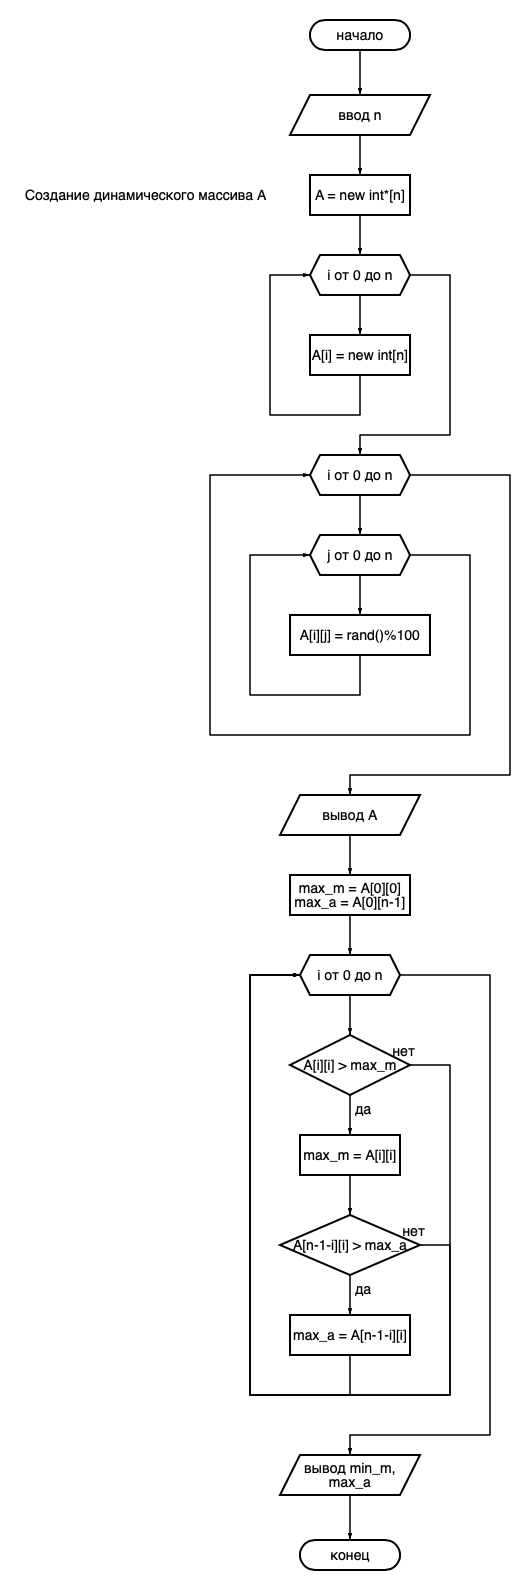 начало
ввод n
Создание динамического массива A
A = new int*[n]
i от 0 до n
A[i] = new int[n]
i от 0 до n
j от 0 до n
A[i][j] = rand()%100
вывод A
max_m = A[0][0]
max_a = A[0][n-1]
i от 0 до n
нет
A[i][i] > max_m
да
max_m = A[i][i]
нет
A[n-1-i][i] > max_a
да
max_a = A[n-1-i][i]
вывод min_m,
max_a
конец